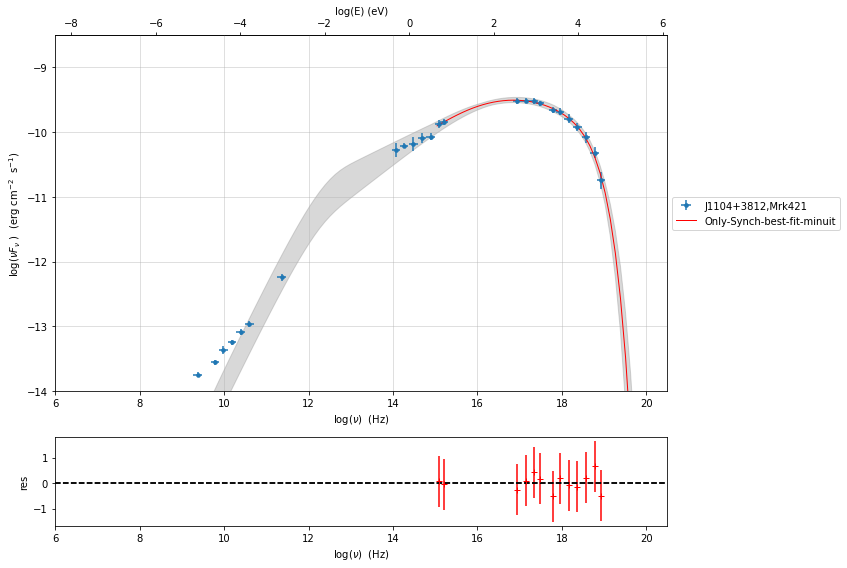 log(E) (eV)
−8 −6 −4 −2 0 2 4 6
−9
−10
−11
−12
−13
−14
log(νFν ) (erg cm⁻² s⁻¹)
6 8 10 12 14 16 18 20
log(ν) (Hz)
J1104+3812,Mrk421
Only-Synch-best-fit-minuit
1
0
−1
res
6 8 10 12 14 16 18 20
log(ν) (Hz)